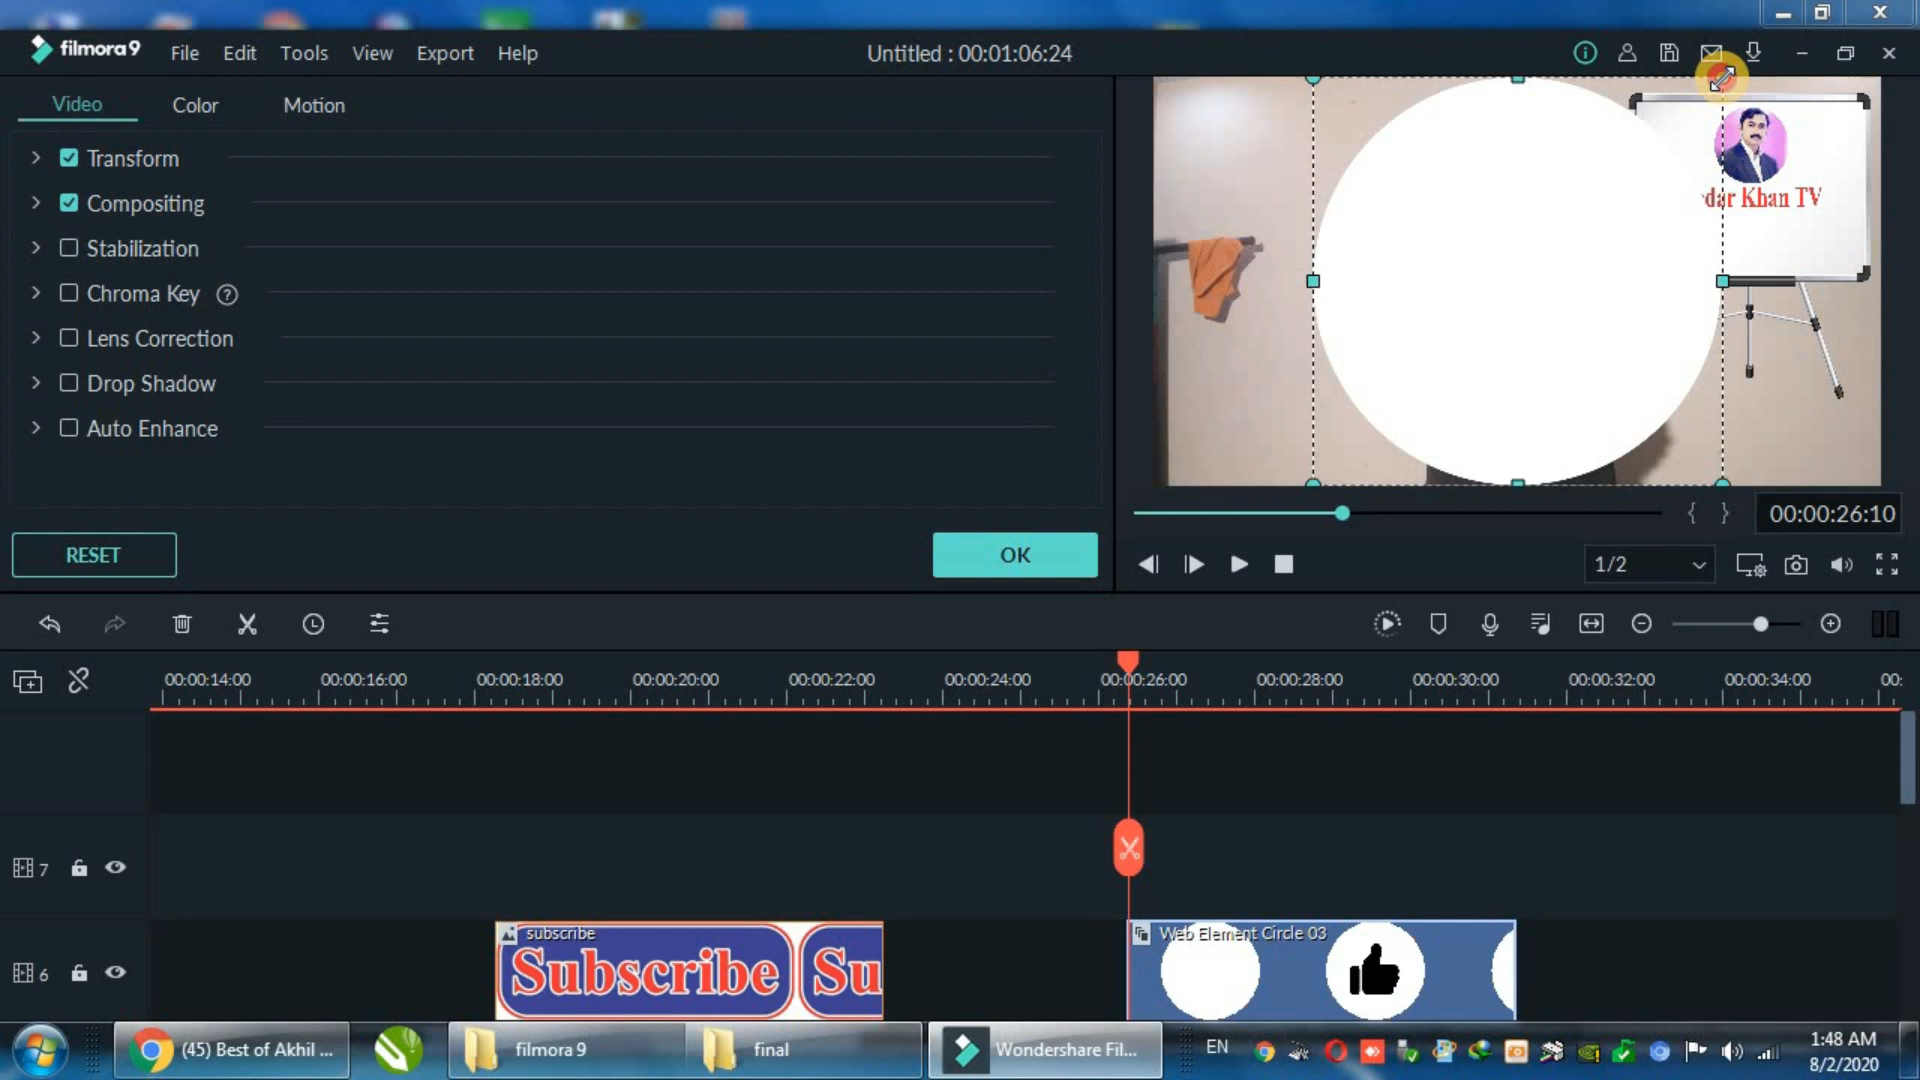 filmora9 File Edit Tools View Export Help Untitled : 00:01:06:24
Video Color Motion
Transform
Compositing
Stabilization
Chroma Key ?
Lens Correction
Drop Shadow
Auto Enhance
RESET OK
dar Khan TV
{ } 00:00:26:10
1/2
00:00:14:00 00:00:16:00 00:00:18:00 00:00:20:00 00:00:22:00 00:00:24:00 00:00:26:00 00:00:28:00 00:00:30:00 00:00:32:00 00:00:34:00 00:
7
6
subscribe
Subscribe Su
Web Element Circle 03
(45) Best of Akhil ...
filmora 9
final
Wondershare Fil...
EN
1:48 AM
8/2/2020